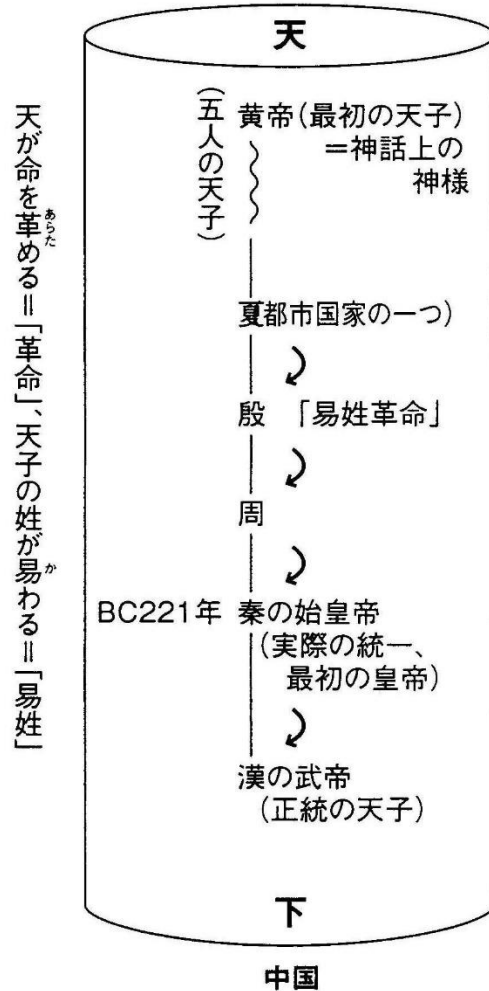 天
黄帝(最初の天子)
=神話上の
神様
(五人の天子)
夏都市国家の一つ)
殷 「易姓革命」
周
BC221年 秦の始皇帝
(実際の統一、
最初の皇帝)
漢の武帝
(正統の天子)
下
中国
天が命を革める=「革命」、天子の姓が易わる=「易姓」
あらた
か